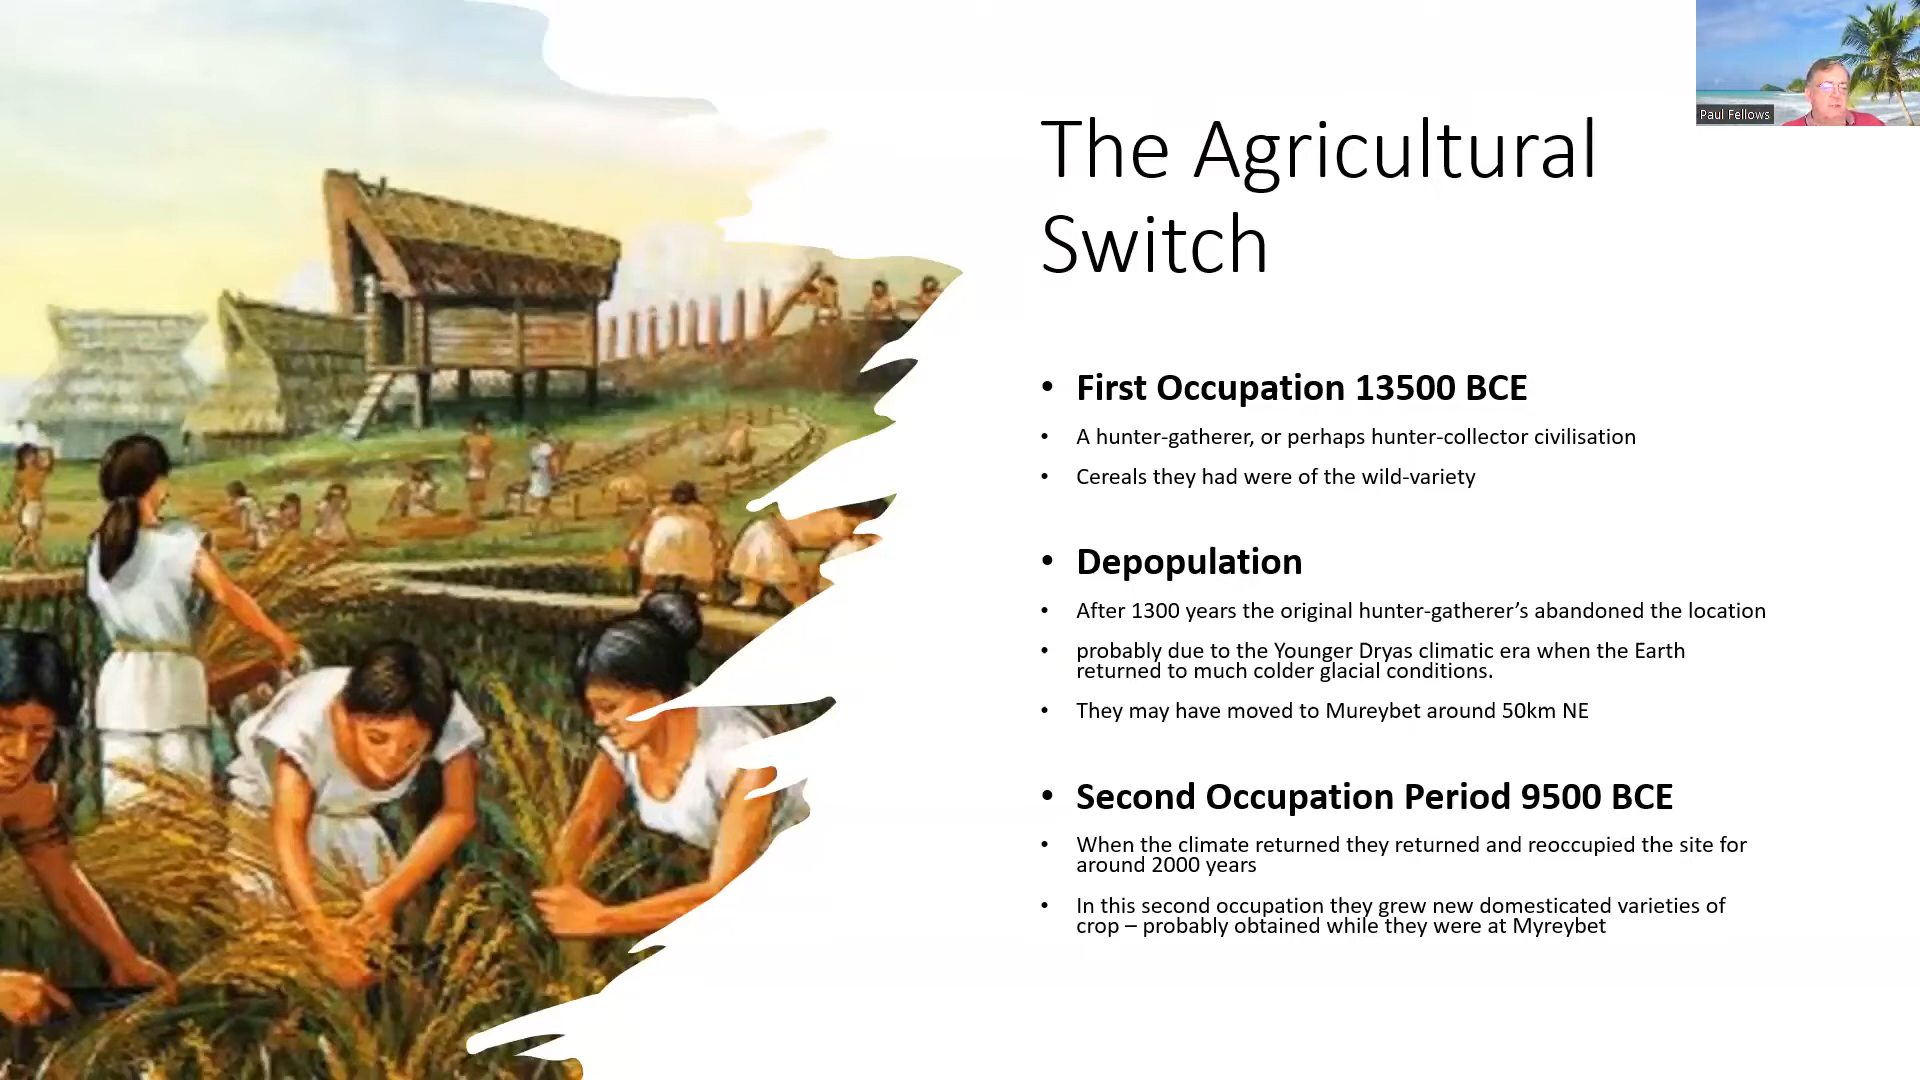 Paul Fellows
The Agricultural
Switch
• First Occupation 13500 BCE
• A hunter-gatherer, or perhaps hunter-collector civilisation
• Cereals they had were of the wild-variety
• Depopulation
• After 1300 years the original hunter-gatherer’s abandoned the location
• probably due to the Younger Dryas climatic era when the Earth
returned to much colder glacial conditions.
• They may have moved to Mureybet around 50km NE
• Second Occupation Period 9500 BCE
• When the climate returned they returned and reoccupied the site for
around 2000 years
• In this second occupation they grew new domesticated varieties of
crop – probably obtained while they were at Myreybet